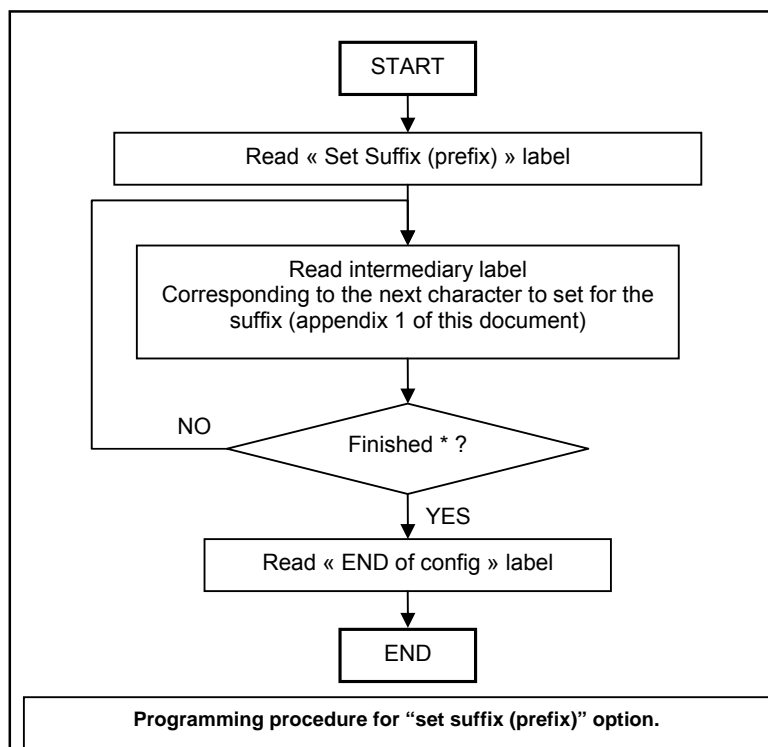 START
Read « Set Suffix (prefix) » label
Read intermediary label
Corresponding to the next character to set for the
suffix (appendix 1 of this document)
NO
Finished * ?
YES
Read « END of config » label
END
Programming procedure for “set suffix (prefix)” option.